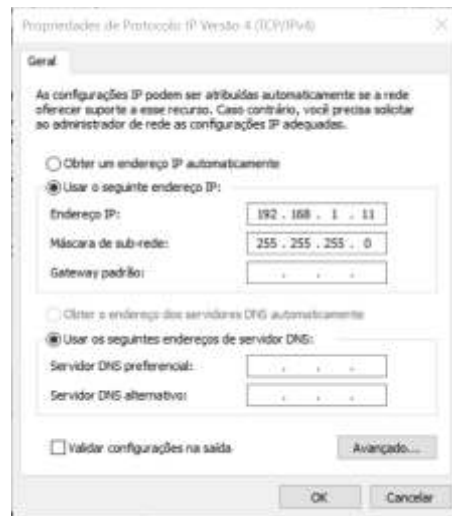 Propriedades de Protocolo IP Versão 4 (TCP/IPv4)
Geral
As configurações IP podem ser atribuídas automaticamente se a rede
oferecer suporte a esse recurso. Caso contrário, você precisa solicitar
ao administrador de rede as configurações IP adequadas.
Obter um endereço IP automaticamente
Usar o seguinte endereço IP:
Endereço IP: 192 . 168 . 1 . 11
Máscara de sub-rede: 255 . 255 . 255 . 0
Gateway padrão: . . .
Obter o endereço dos servidores DNS automaticamente
Usar os seguintes endereços de servidor DNS:
Servidor DNS preferencial: . . .
Servidor DNS alternativo: . . .
Validar configurações na saída
Avançado...
OK Cancelar